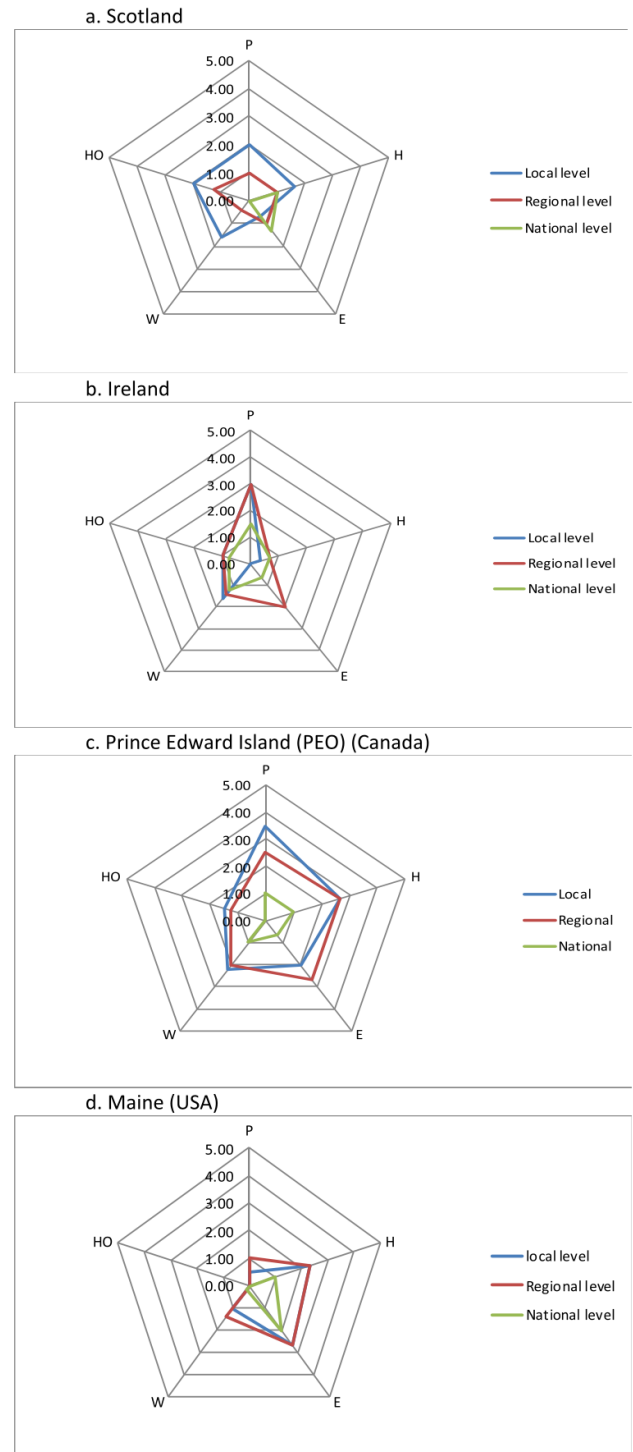 a. Scotland
P
5.00
4.00
3.00
2.00
1.00
0.00
HO
H
W
E
Local level
Regional level
National level
b. Ireland
P
5.00
4.00
3.00
2.00
1.00
0.00
HO
H
W
E
Local level
Regional level
National level
c. Prince Edward Island (PEO) (Canada)
P
5.00
4.00
3.00
2.00
1.00
0.00
HO
H
W
E
Local
Regional
National
d. Maine (USA)
P
5.00
4.00
3.00
2.00
1.00
0.00
HO
H
W
E
local level
Regional level
National level